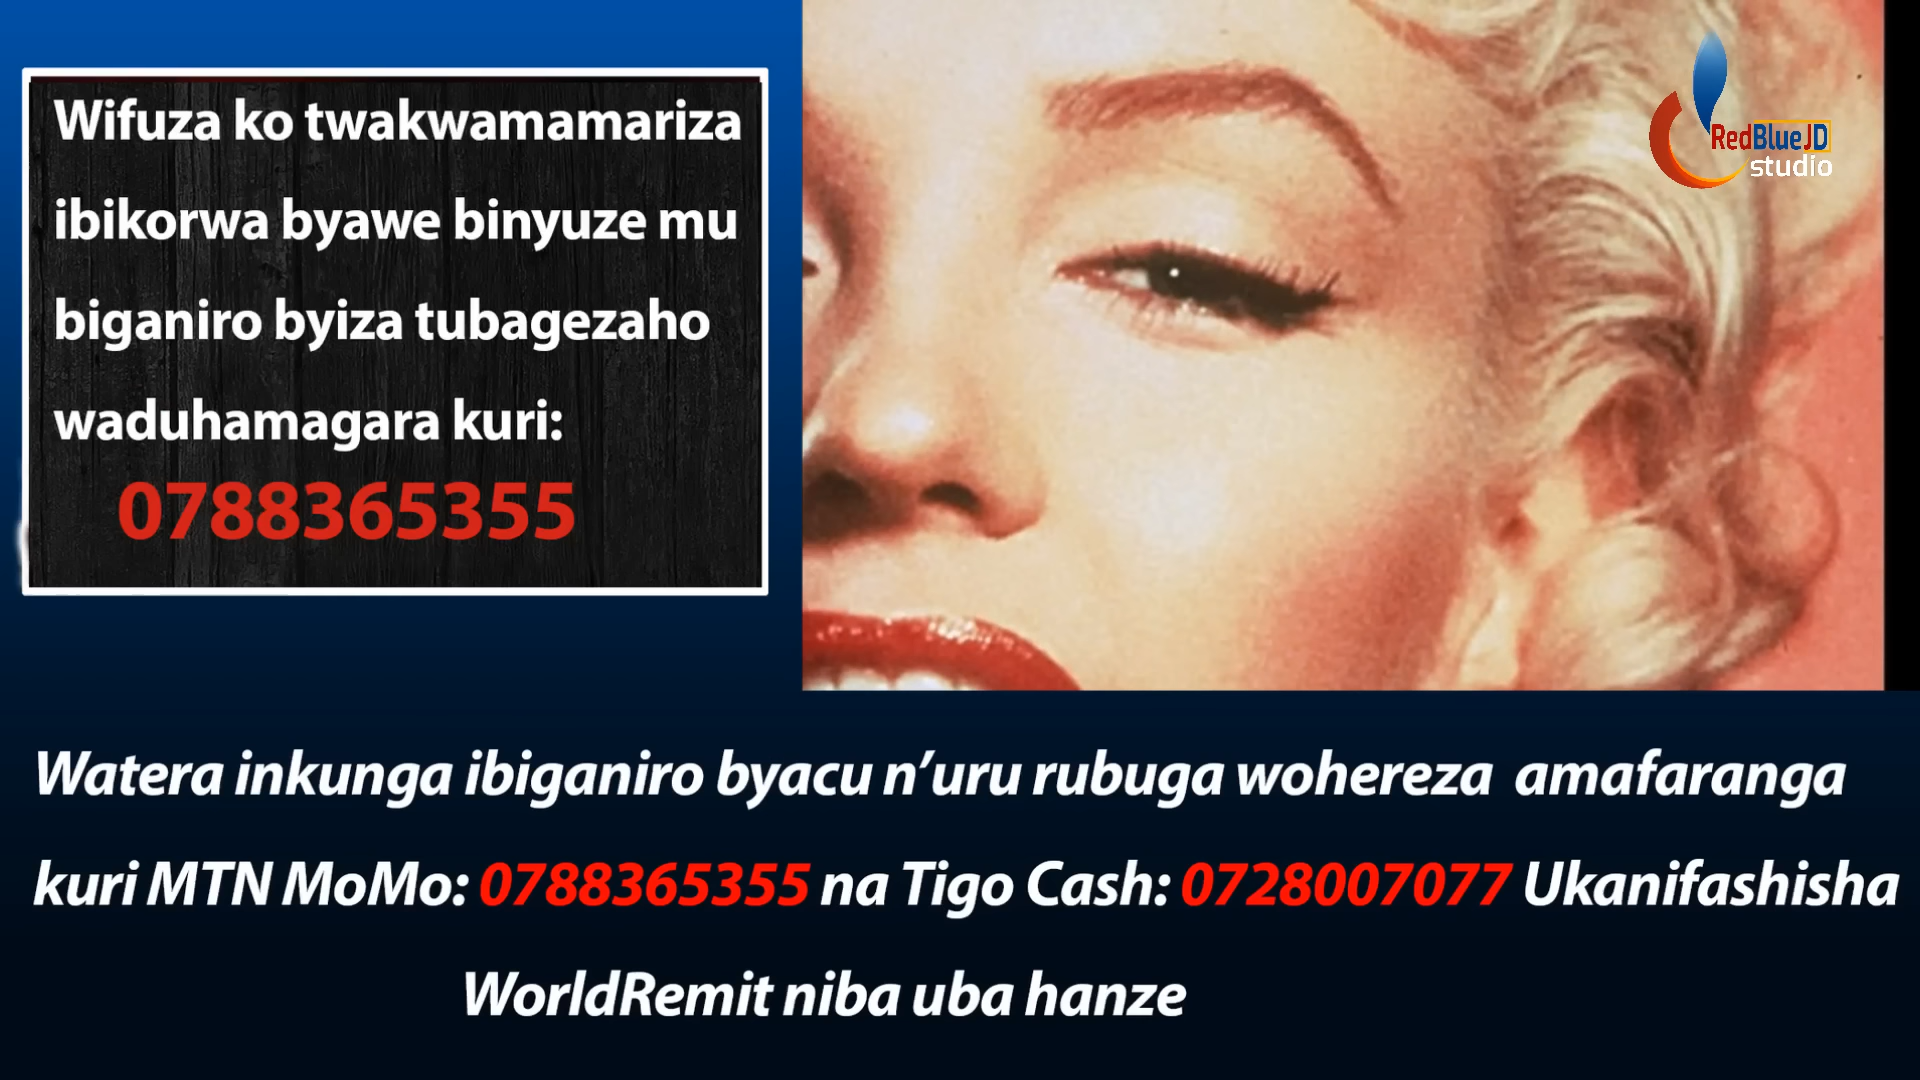 Wifuza ko twakwamamariza
ibikorwa byawe binyuze mu
biganiro byiza tubagezaho
waduhamagara kuri:
0788365355
RedBlueJD
studio
Watera inkunga ibiganiro byacu n’uru rubuga wohereza amafaranga
kuri MTN MoMo: 0788365355 na Tigo Cash: 0728007077 Ukanifashisha
WorldRemit niba uba hanze